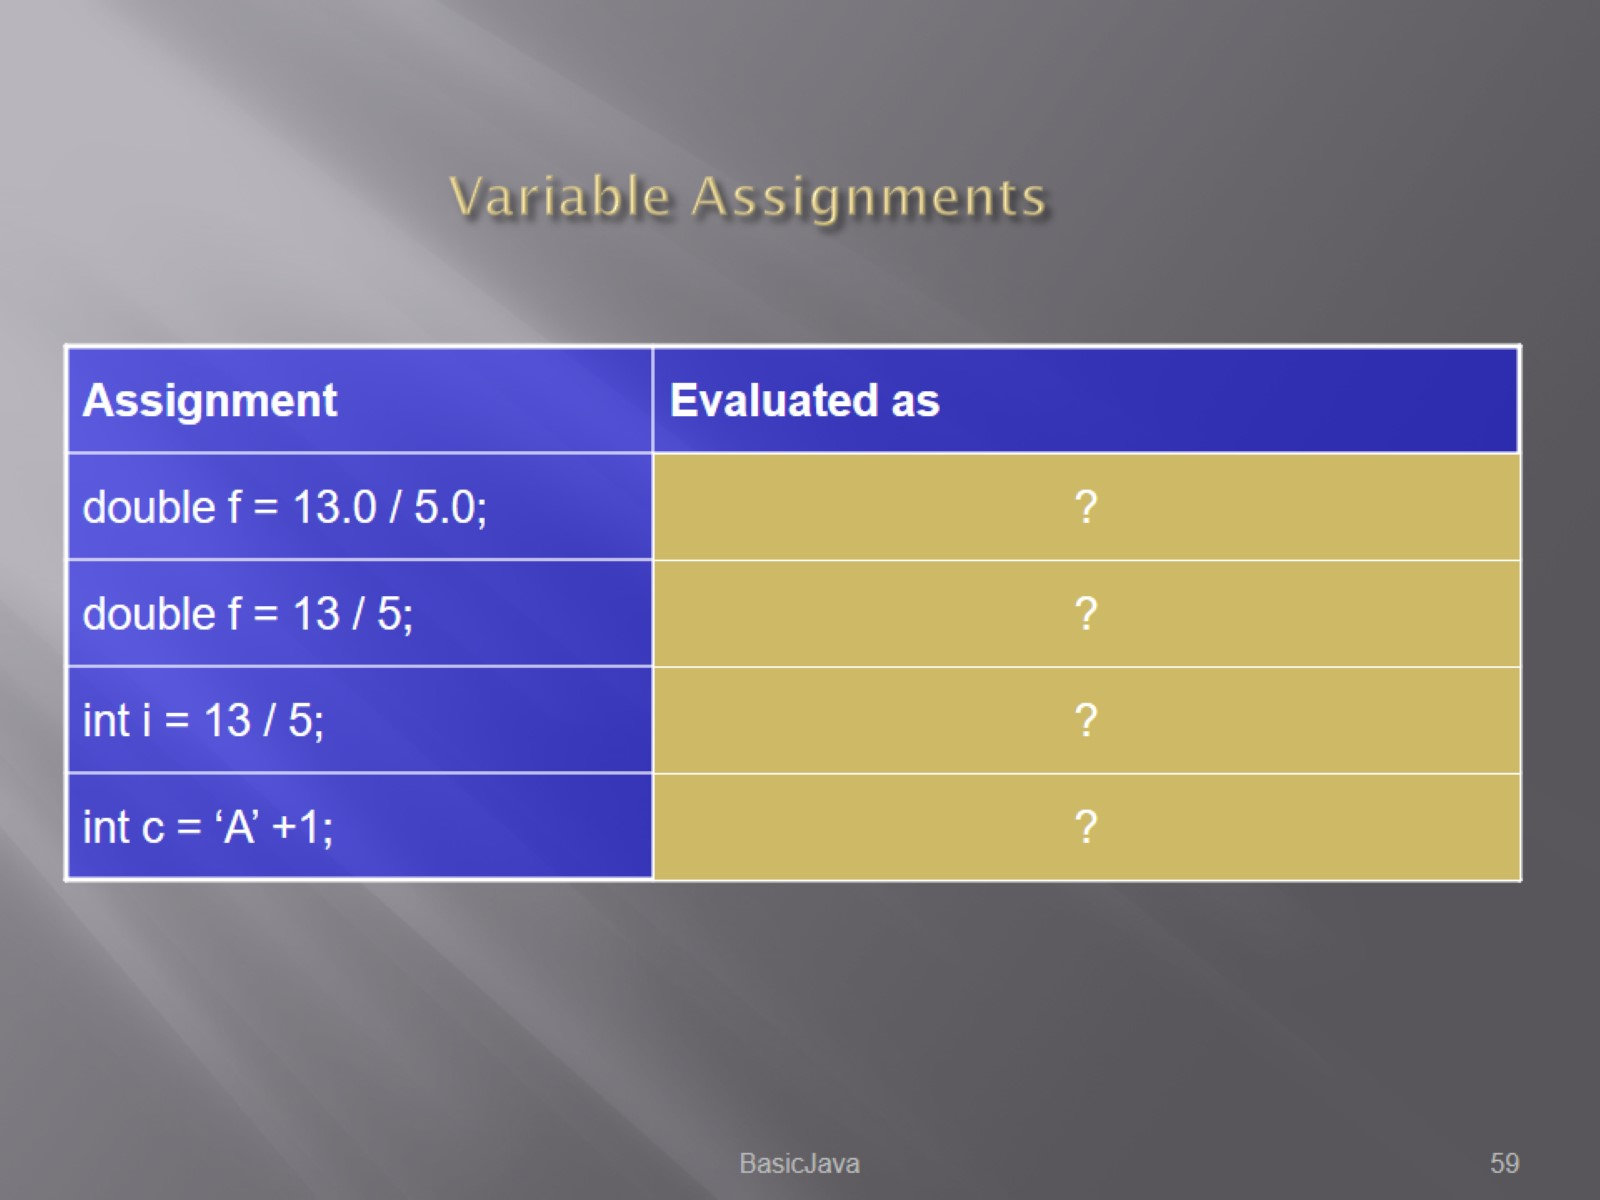 Variable Assignments
Assignment Evaluated as
double f = 13.0 / 5.0; ?
double f = 13 / 5; ?
int i = 13 / 5; ?
int c = ‘A’ +1; ?
BasicJava 59